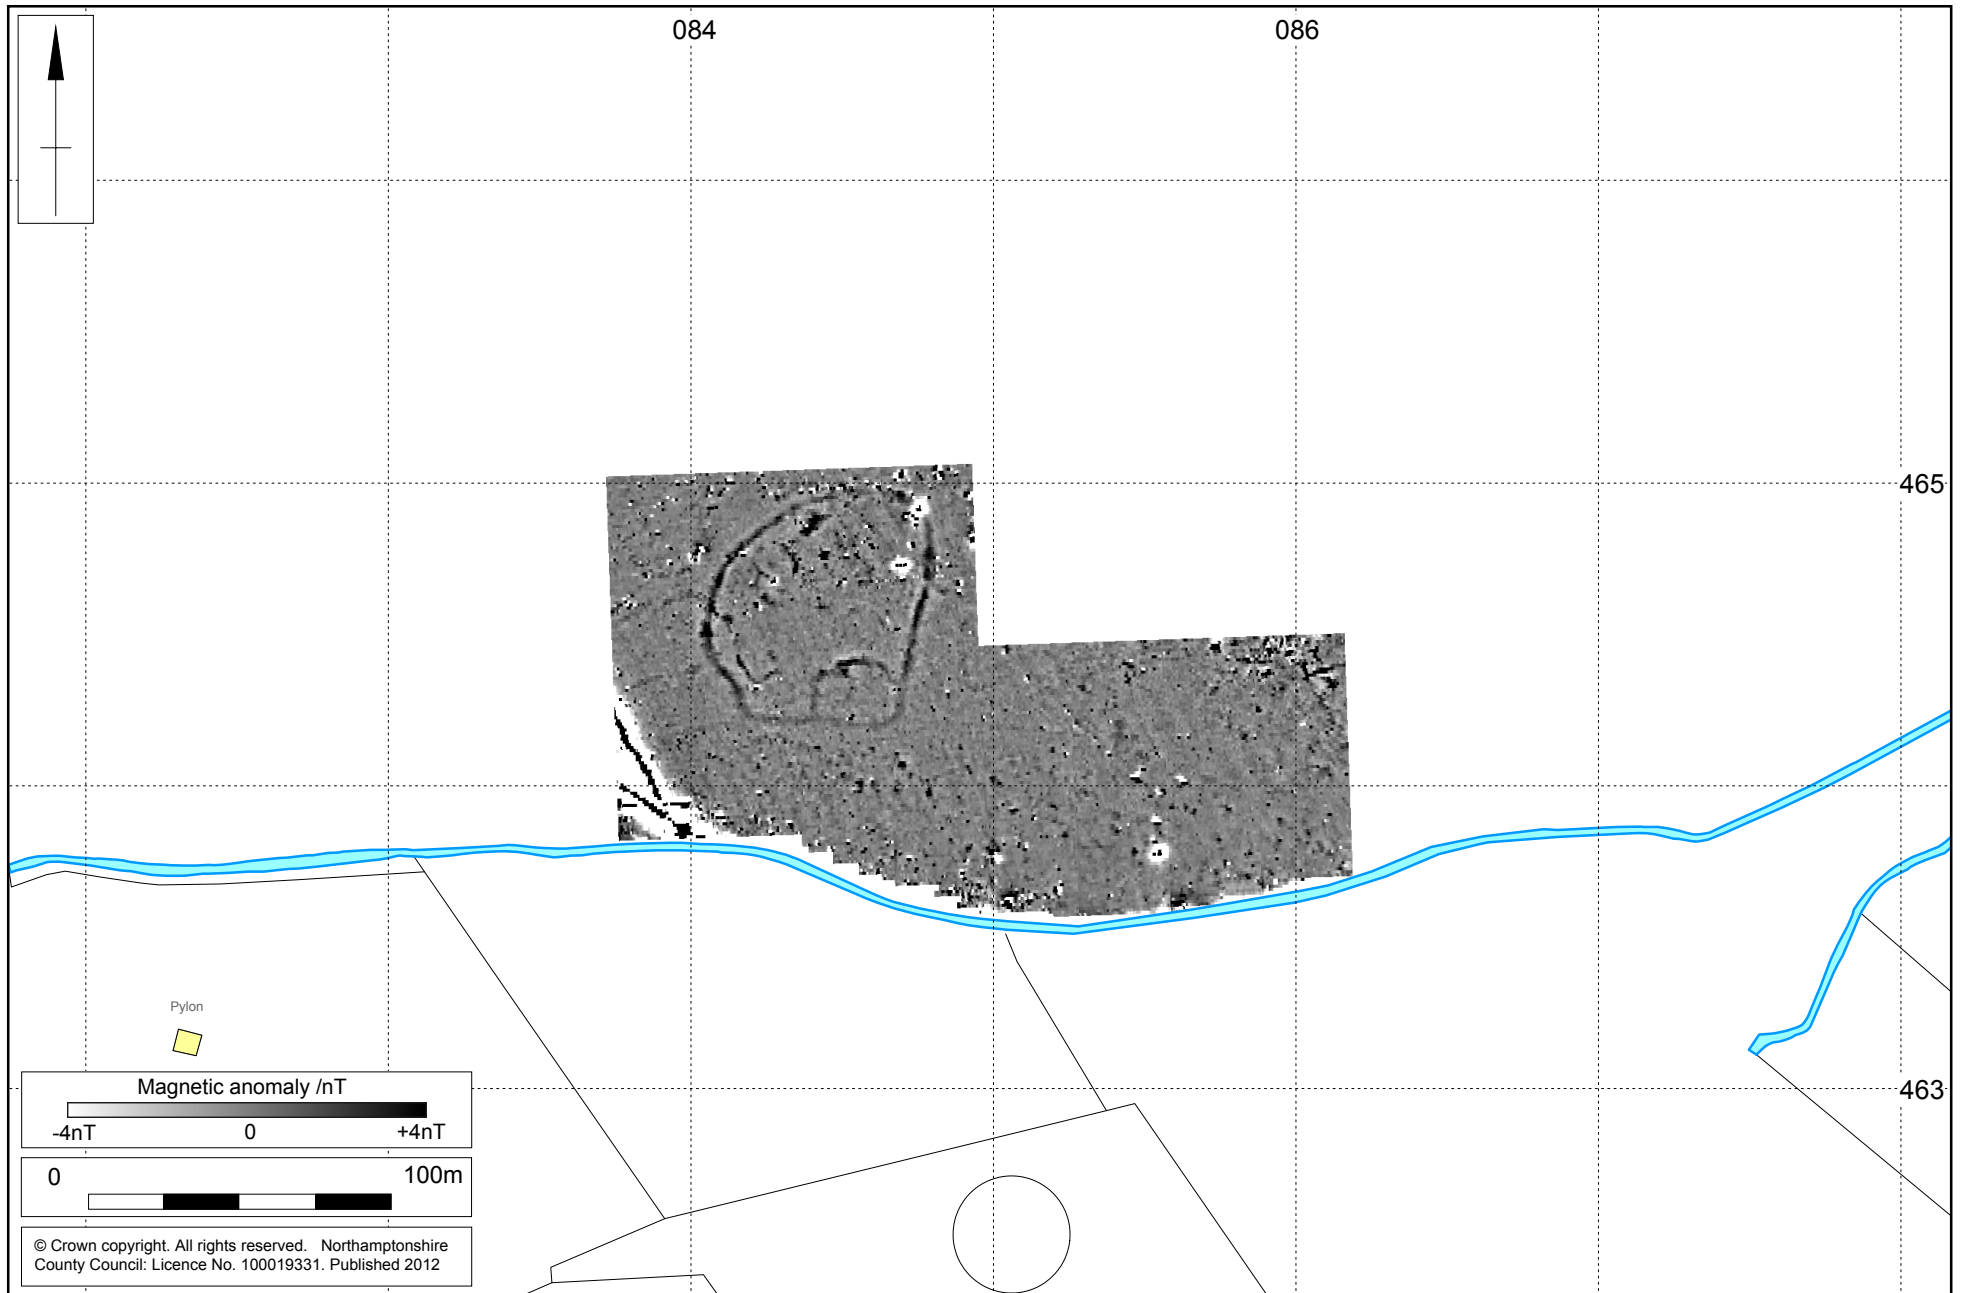 084
086
465
463
Pylon
Magnetic anomaly /nT
-4nT 0 +4nT
0 100m
© Crown copyright. All rights reserved. Northamptonshire
County Council: Licence No. 100019331. Published 2012